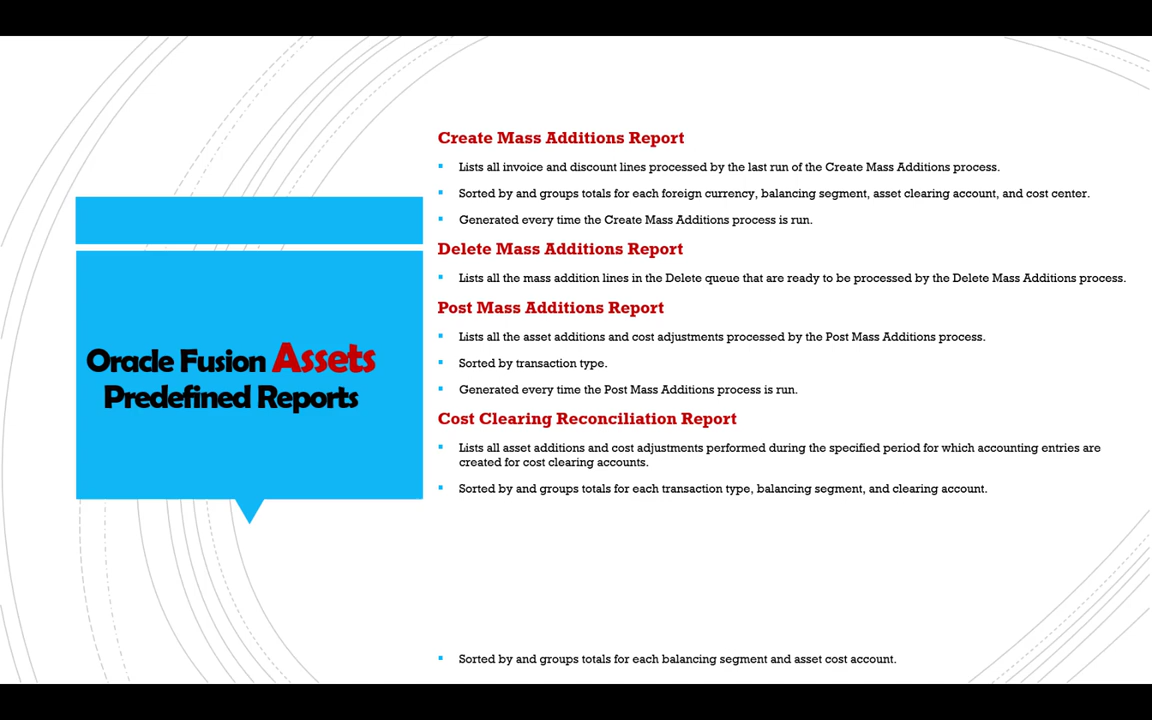 Oracle Fusion Assets
Predefined Reports
Create Mass Additions Report
Lists all invoice and discount lines processed by the last run of the Create Mass Additions process.
Sorted by and groups totals for each foreign currency, balancing segment, asset clearing account, and cost center.
Generated every time the Create Mass Additions process is run.
Delete Mass Additions Report
Lists all the mass addition lines in the Delete queue that are ready to be processed by the Delete Mass Additions process.
Post Mass Additions Report
Lists all the asset additions and cost adjustments processed by the Post Mass Additions process.
Sorted by transaction type.
Generated every time the Post Mass Additions process is run.
Cost Clearing Reconciliation Report
Lists all asset additions and cost adjustments performed during the specified period for which accounting entries are
created for cost clearing accounts.
Sorted by and groups totals for each transaction type, balancing segment, and clearing account.
Sorted by and groups totals for each balancing segment and asset cost account.